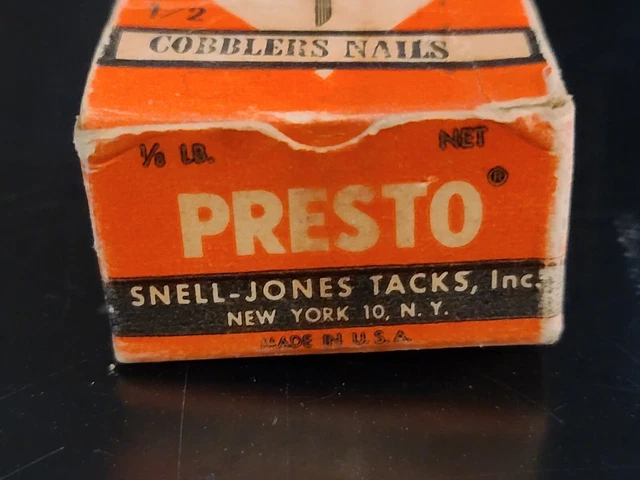 1/2
COBBLERS NAILS
1/8 LB. NET
PRESTO®
SNELL-JONES TACKS, Inc.
NEW YORK 10, N. Y.
MADE IN U.S.A.